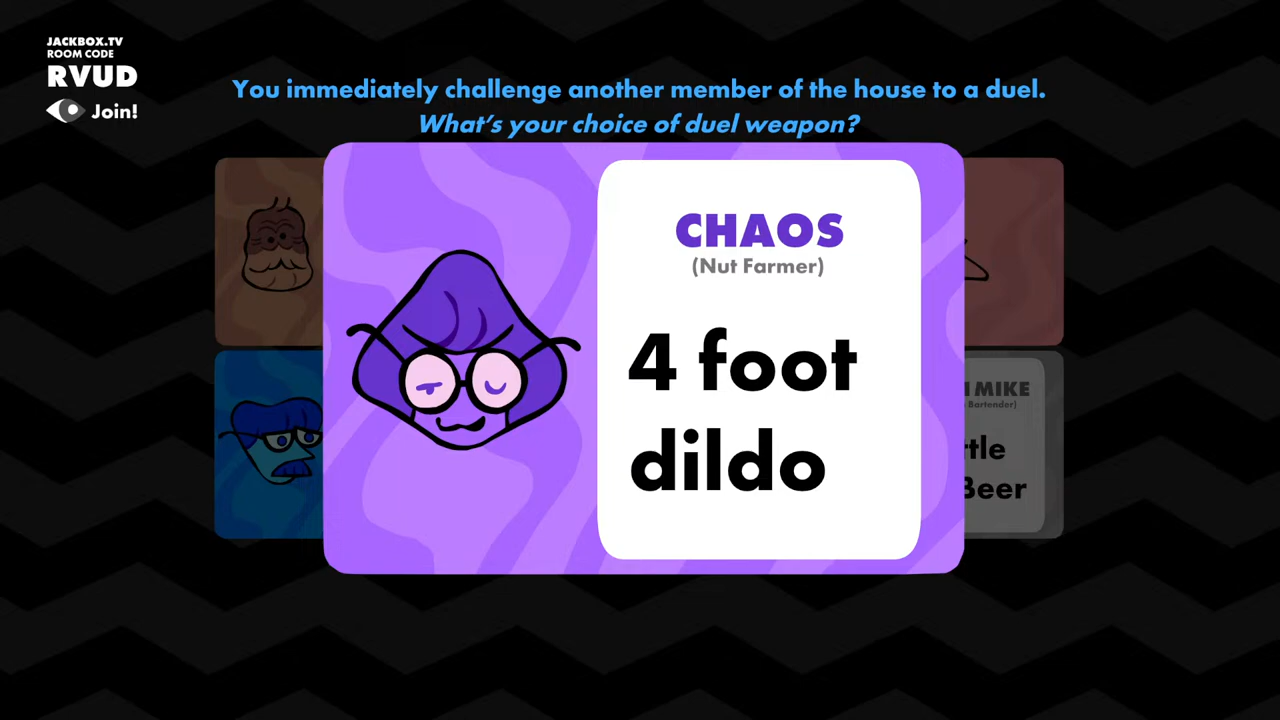 JACKBOX.TV
ROOM CODE
RVUD
Join!
You immediately challenge another member of the house to a duel.
What's your choice of duel weapon?
CHAOS
(Nut Farmer)
4 foot
dildo
MIKE
Bartender)
Beer